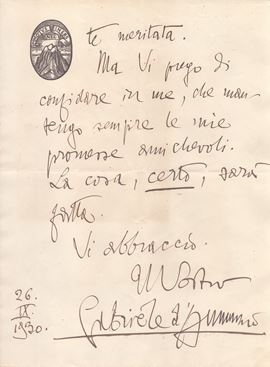 te meritata.
Ma Vi prego di
confidare in me, che man-
tengo sempre le mie
promesse amichevoli.
La cosa, certo, sarà
fatta.
Vi abbraccio.
Il Vostro
Gabriele d'Annunzio
26.
IX.
1930.